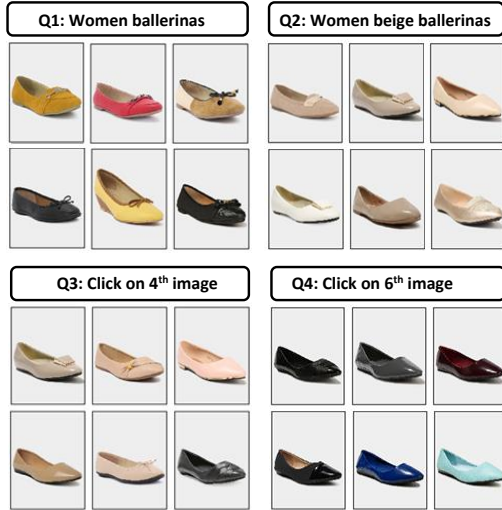 Q1: Women ballerinas
Q2: Women beige ballerinas
Q3: Click on 4th image
Q4: Click on 6th image